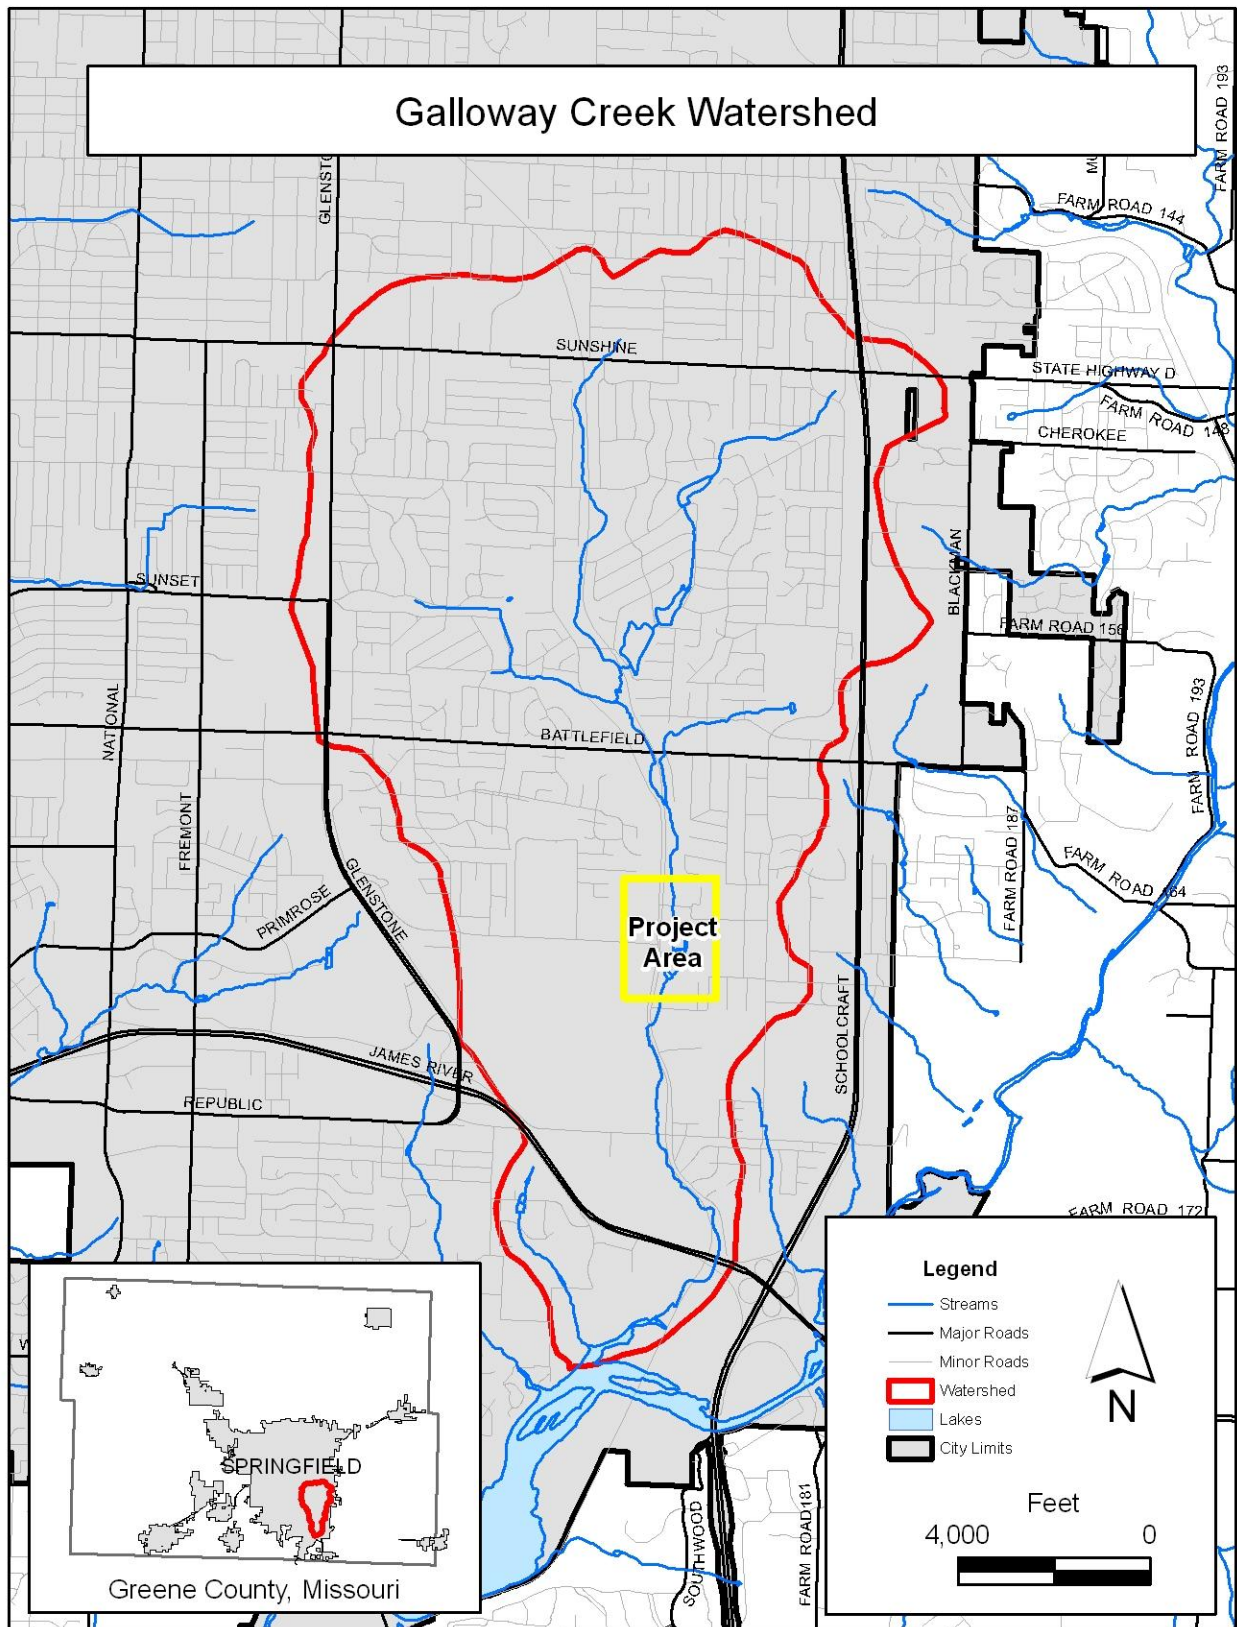 Galloway Creek Watershed
FARM ROAD 193
FARM ROAD 144
SUNSHINE
STATE HIGHWAY D
FARM ROAD 148
CHEROKEE
SUNSET
BLACKMAN
FARM ROAD 156
NATIONAL
BATTLEFIELD
FARM ROAD 193
FREMONT
FARM ROAD 187
FARM ROAD 164
PRIMROSE
GLENSTONE
Project
Area
SCHOOLCRAFT
JAMES RIVER
REPUBLIC
FARM ROAD 172
SPRINGFIELD
Greene County, Missouri
SOUTHWOOD
FARM ROAD181
Legend
Streams
Major Roads
Minor Roads
Watershed
Lakes
City Limits
N
Feet
4,000 0